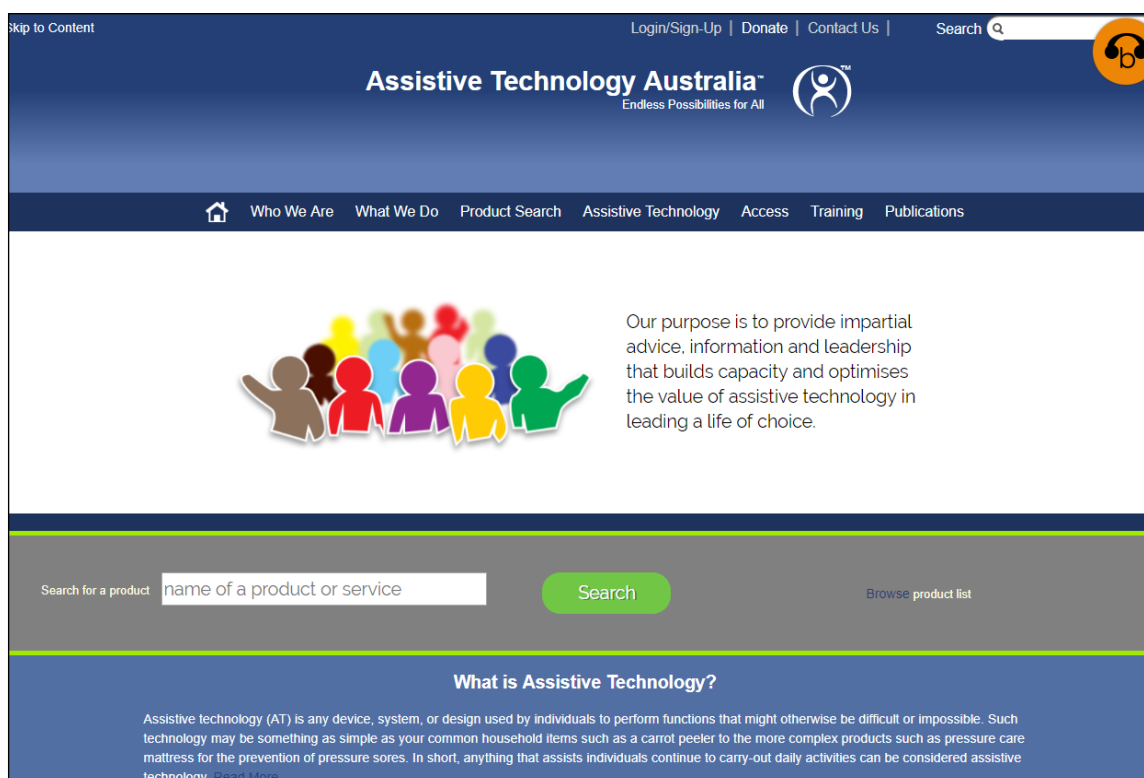 Skip to Content
Login/Sign-Up | Donate | Contact Us |
Search
b
Assistive Technology Australia™
Endless Possibilities for All
TM
Who We Are What We Do Product Search Assistive Technology Access Training Publications
Our purpose is to provide impartial
advice, information and leadership
that builds capacity and optimises
the value of assistive technology in
leading a life of choice.
Search for a product
name of a product or service
Search
Browse product list
What is Assistive Technology?
Assistive technology (AT) is any device, system, or design used by individuals to perform functions that might otherwise be difficult or impossible. Such
technology may be something as simple as your common household items such as a carrot peeler to the more complex products such as pressure care
mattress for the prevention of pressure sores. In short, anything that assists individuals continue to carry-out daily activities can be considered assistive
technology. Read More